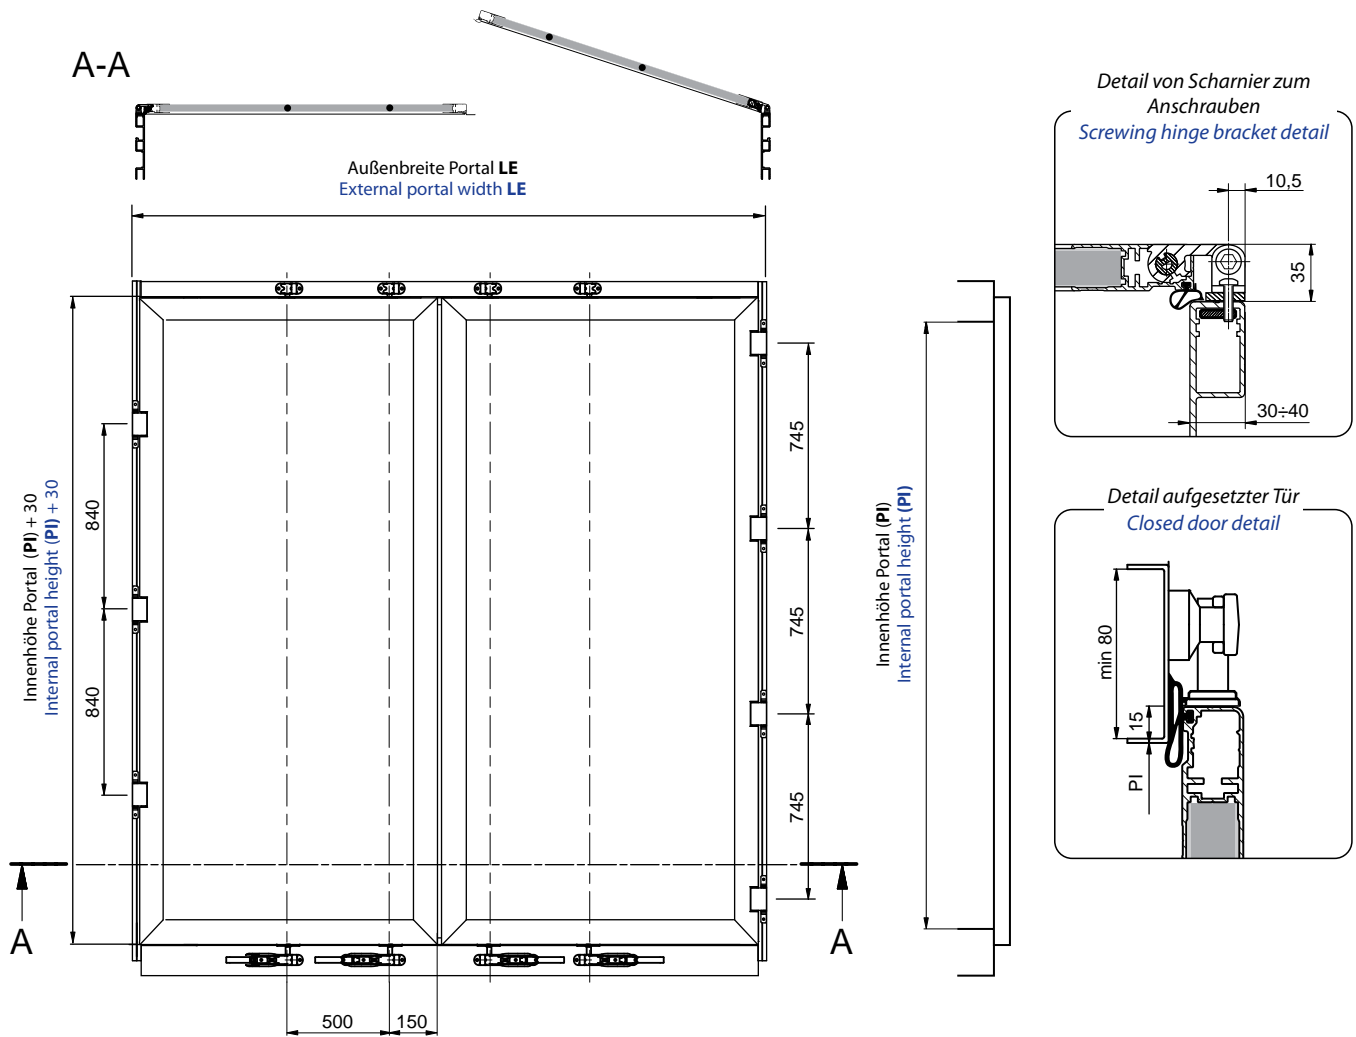 A-A
Außenbreite Portal LE
External portal width LE
Detail von Scharnier zum
Anschrauben
Screwing hinge bracket detail
10,5
35
30÷40
Innenhöhe Portal (PI) + 30
Internal portal height (PI) + 30
840
840
745
745
745
Innenhöhe Portal (PI)
Internal portal height (PI)
Detail aufgesetzter Tür
Closed door detail
min 80
15
PI
A
A
500
150